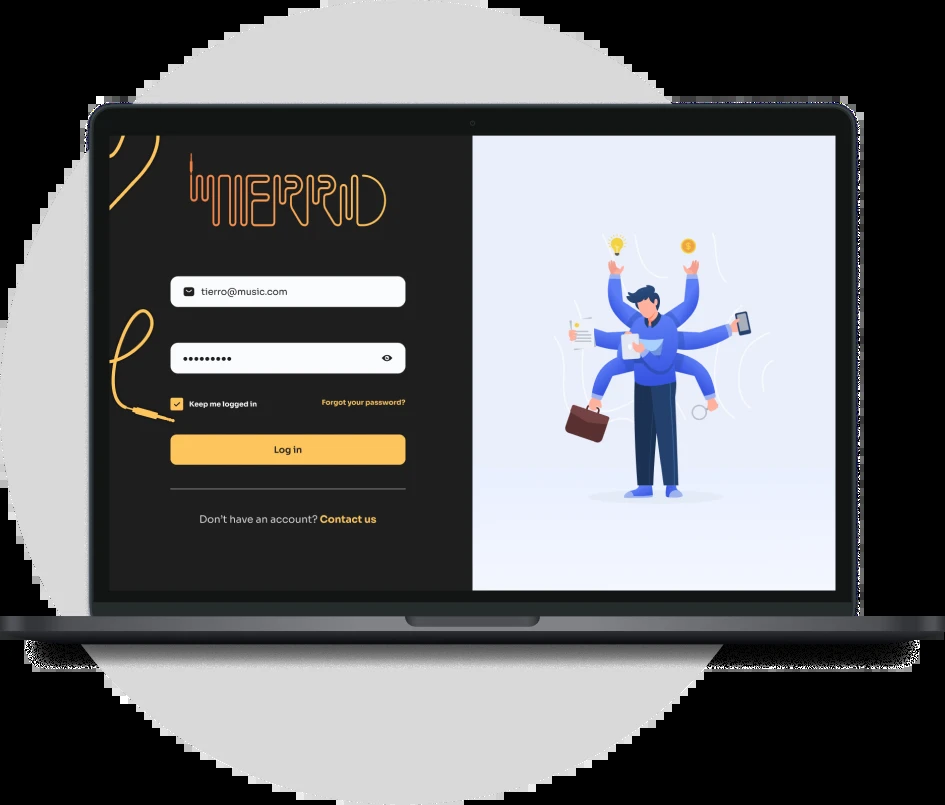 TIERRO
tierro@music.com
•••••••••
Keep me logged in
Forgot your password?
Log in
Don't have an account? Contact us